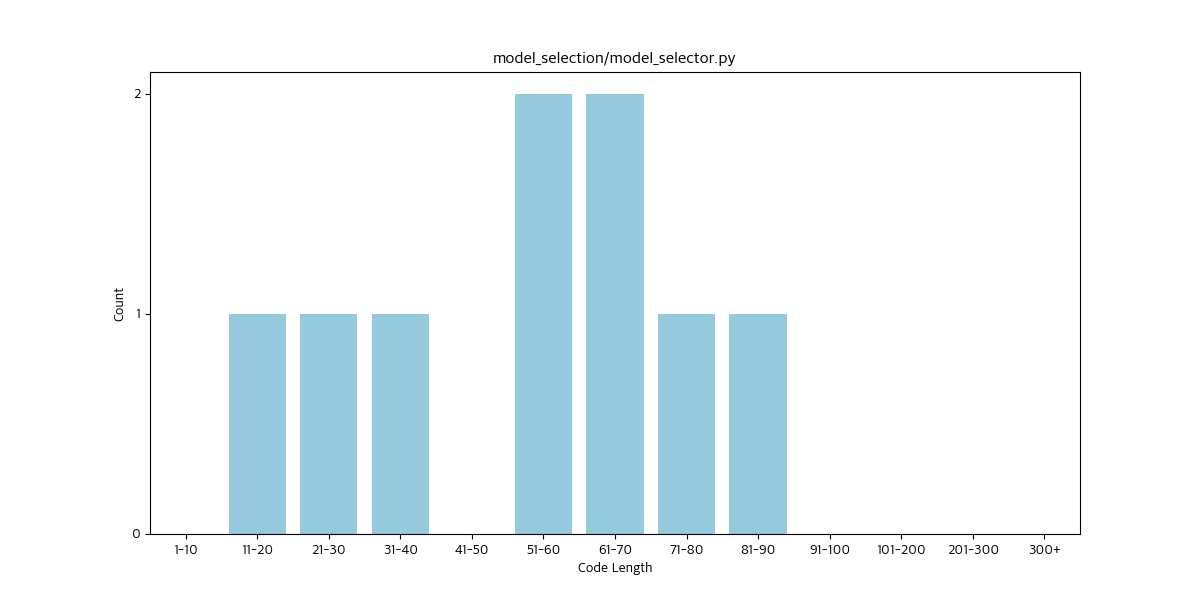 model_selection/model_selector.py
Count
2
1
0
1-10 11-20 21-30 31-40 41-50 51-60 61-70 71-80 81-90 91-100 101-200 201-300 300+
Code Length